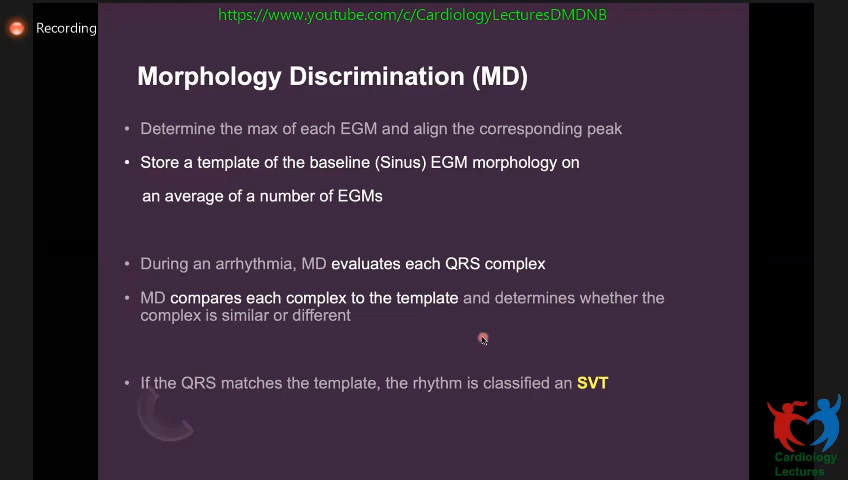 https://www.youtube.com/c/CardiologyLecturesDMDNB
Recording
Morphology Discrimination (MD)
• Determine the max of each EGM and align the corresponding peak
• Store a template of the baseline (Sinus) EGM morphology on
an average of a number of EGMs
• During an arrhythmia, MD evaluates each QRS complex
• MD compares each complex to the template and determines whether the
complex is similar or different
• If the QRS matches the template, the rhythm is classified an SVT
Cardiology
Lectures